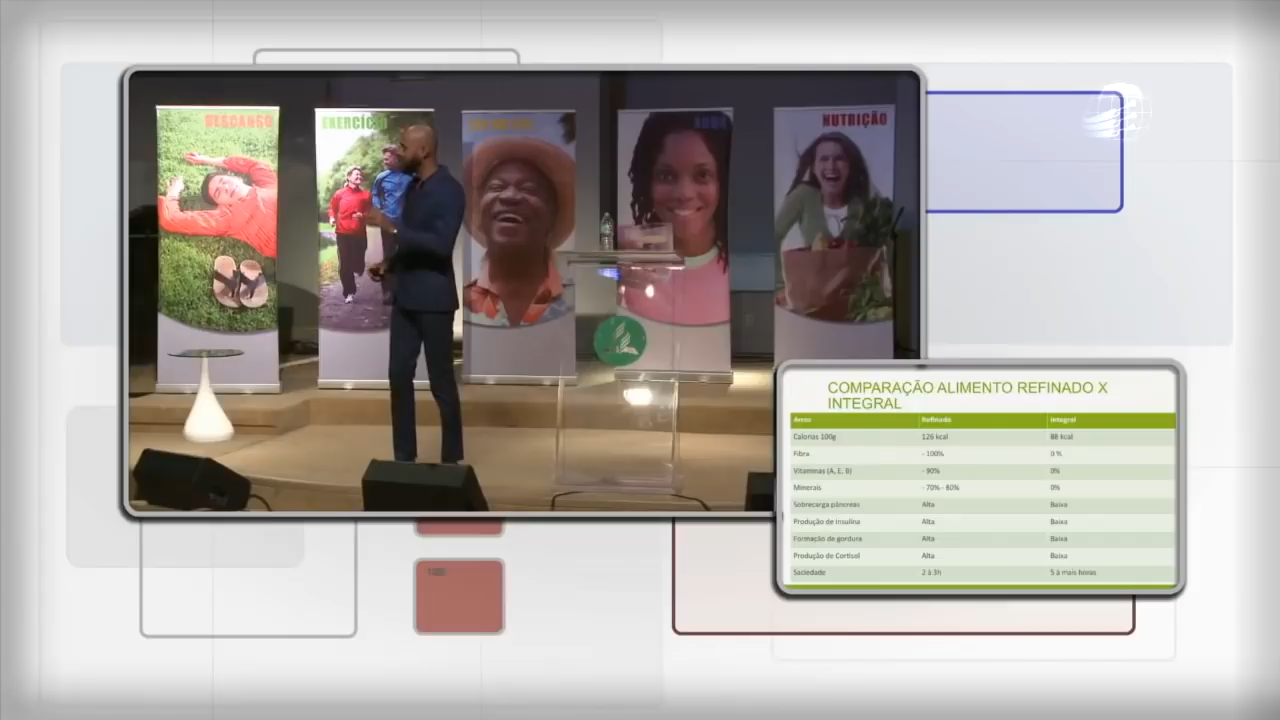 DESCANSO
EXERCÍCIO
NUTRIÇÃO
COMPARAÇÃO ALIMENTO REFINADO X
INTEGRAL
Arroz Refinado Integral
Calorias 100g 126 kcal 88 kcal
Fibra - 100% 0 %
Vitaminas (A, E, B) - 90% 0%
Minerais - 70% - 80% 0%
Sobrecarga pâncreas Alta Baixa
Produção de Insulina Alta Baixa
Formação de gordura Alta Baixa
Produção de Cortisol Alta Baixa
Saciedade 2 à 3h 5 à mais horas